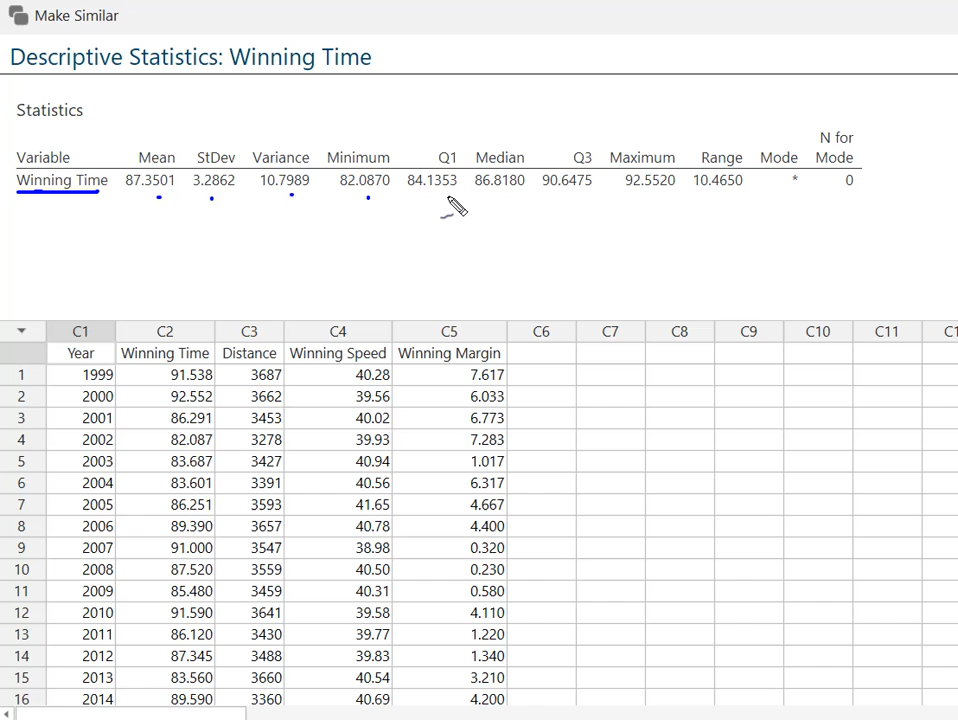 Make Similar
Descriptive Statistics: Winning Time
Statistics
N for
Variable Mean StDev Variance Minimum Q1 Median Q3 Maximum Range Mode Mode
Winning Time 87.3501 3.2862 10.7989 82.0870 84.1353 86.8180 90.6475 92.5520 10.4650 * 0
C1 C2 C3 C4 C5 C6 C7 C8 C9 C10 C11 C1
Year Winning Time Distance Winning Speed Winning Margin
1 1999 91.538 3687 40.28 7.617
2 2000 92.552 3662 39.56 6.033
3 2001 86.291 3453 40.02 6.773
4 2002 82.087 3278 39.93 7.283
5 2003 83.687 3427 40.94 1.017
6 2004 83.601 3391 40.56 6.317
7 2005 86.251 3593 41.65 4.667
8 2006 89.390 3657 40.78 4.400
9 2007 91.000 3547 38.98 0.320
10 2008 87.520 3559 40.50 0.230
11 2009 85.480 3459 40.31 0.580
12 2010 91.590 3641 39.58 4.110
13 2011 86.120 3430 39.77 1.220
14 2012 87.345 3488 39.83 1.340
15 2013 83.560 3660 40.54 3.210
16 2014 89.590 3360 40.69 4.200